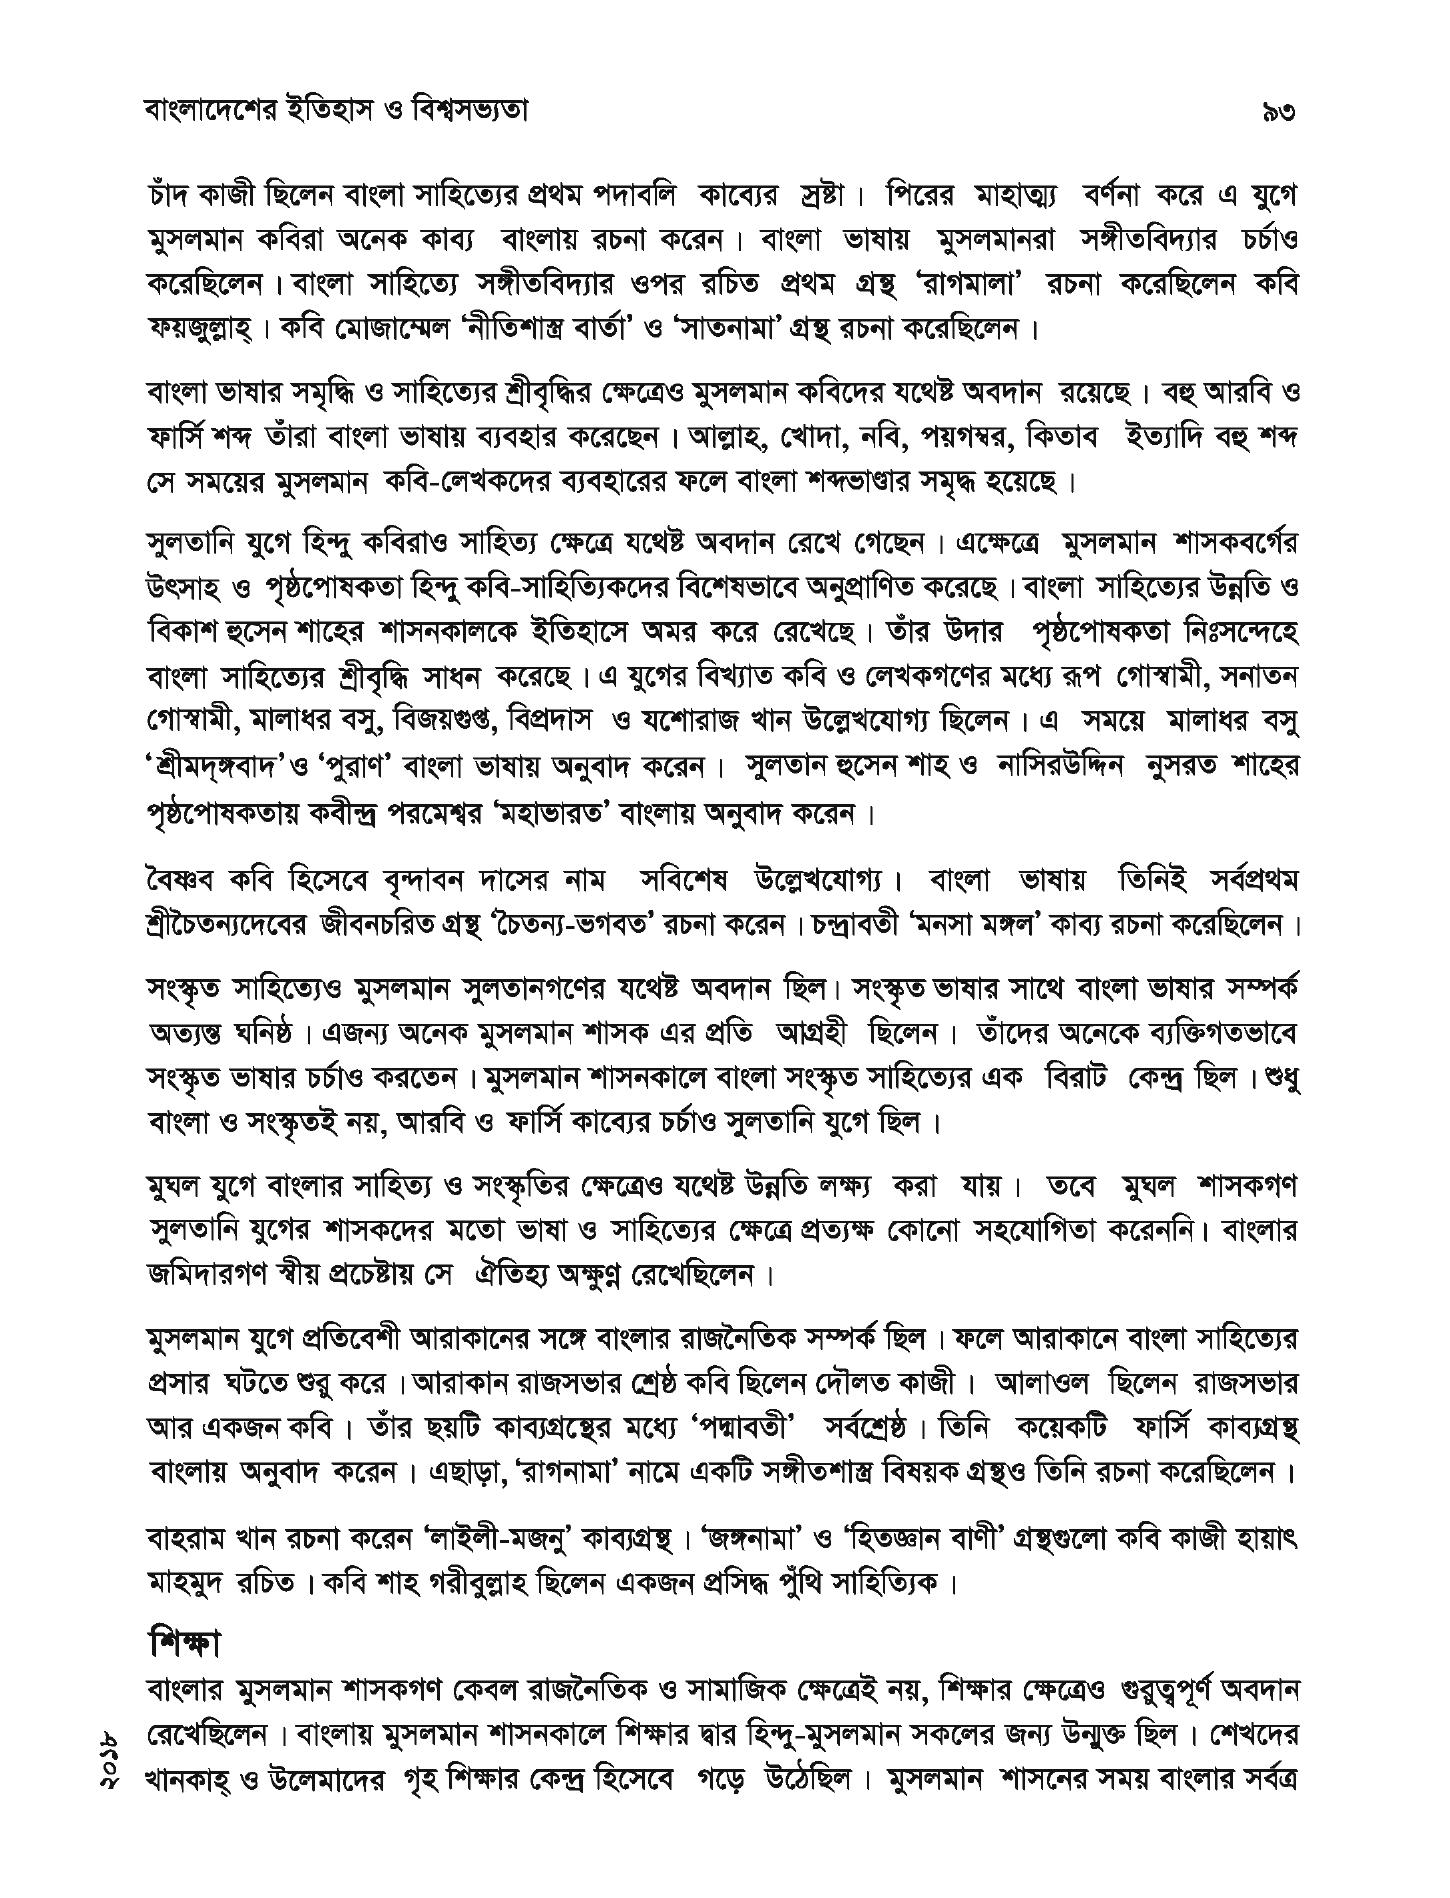 বাংলাদেশের ইতিহাস ও বিশ্বসভ্যতা ৯৩
চাঁদ কাজী ছিলেন বাংলা সাহিত্যের প্রথম পদাবলি কাব্যের স্রষ্টা। পিরের মাহাত্ম্য বর্ণনা করে এ যুগে
মুসলমান কবিরা অনেক কাব্য বাংলায় রচনা করেন। বাংলা ভাষায় মুসলমানরা সঙ্গীতবিদ্যার চর্চাও
করেছিলেন। বাংলা সাহিত্যে সঙ্গীতবিদ্যার ওপর রচিত প্রথম গ্রন্থ ‘রাগমালা’ রচনা করেছিলেন কবি
ফয়জুল্লাহ্। কবি মোজাম্মেল ‘নীতিশাস্ত্র বার্তা’ ও ‘সাতনামা’ গ্রন্থ রচনা করেছিলেন।
বাংলা ভাষার সমৃদ্ধি ও সাহিত্যের শ্রীবৃদ্ধির ক্ষেত্রেও মুসলমান কবিদের যথেষ্ট অবদান রয়েছে। বহু আরবি ও
ফার্সি শব্দ তাঁরা বাংলা ভাষায় ব্যবহার করেছেন। আল্লাহ, খোদা, নবি, পয়গম্বর, কিতাব ইত্যাদি বহু শব্দ
সে সময়ের মুসলমান কবি-লেখকদের ব্যবহারের ফলে বাংলা শব্দভাণ্ডার সমৃদ্ধ হয়েছে।
সুলতানি যুগে হিন্দু কবিরাও সাহিত্য ক্ষেত্রে যথেষ্ট অবদান রেখে গেছেন। এক্ষেত্রে মুসলমান শাসকবর্গের
উৎসাহ ও পৃষ্ঠপোষকতা হিন্দু কবি-সাহিত্যিকদের বিশেষভাবে অনুপ্রাণিত করেছে। বাংলা সাহিত্যের উন্নতি ও
বিকাশ হুসেন শাহের শাসনকালকে ইতিহাসে অমর করে রেখেছে। তাঁর উদার পৃষ্ঠপোষকতা নিঃসন্দেহে
বাংলা সাহিত্যের শ্রীবৃদ্ধি সাধন করেছে। এ যুগের বিখ্যাত কবি ও লেখকগণের মধ্যে রূপ গোস্বামী, সনাতন
গোস্বামী, মালাধর বসু, বিজয়গুপ্ত, বিপ্রদাস ও যশোরাজ খান উল্লেখযোগ্য ছিলেন। এ সময়ে মালাধর বসু
‘শ্রীমদ্ঙ্গবাদ’ ও ‘পুরাণ’ বাংলা ভাষায় অনুবাদ করেন। সুলতান হুসেন শাহ ও নাসিরউদ্দিন নুসরত শাহের
পৃষ্ঠপোষকতায় কবীন্দ্র পরমেশ্বর ‘মহাভারত’ বাংলায় অনুবাদ করেন।
বৈষ্ণব কবি হিসেবে বৃন্দাবন দাসের নাম সবিশেষ উল্লেখযোগ্য। বাংলা ভাষায় তিনিই সর্বপ্রথম
শ্রীচৈতন্যদেবের জীবনচরিত গ্রন্থ ‘চৈতন্য-ভগবত’ রচনা করেন। চন্দ্রাবতী ‘মনসা মঙ্গল’ কাব্য রচনা করেছিলেন।
সংস্কৃত সাহিত্যেও মুসলমান সুলতানগণের যথেষ্ট অবদান ছিল। সংস্কৃত ভাষার সাথে বাংলা ভাষার সম্পর্ক
অত্যন্ত ঘনিষ্ঠ। এজন্য অনেক মুসলমান শাসক এর প্রতি আগ্রহী ছিলেন। তাঁদের অনেকে ব্যক্তিগতভাবে
সংস্কৃত ভাষার চর্চাও করতেন। মুসলমান শাসনকালে বাংলা সংস্কৃত সাহিত্যের এক বিরাট কেন্দ্র ছিল। শুধু
বাংলা ও সংস্কৃতই নয়, আরবি ও ফার্সি কাব্যের চর্চাও সুলতানি যুগে ছিল।
মুঘল যুগে বাংলার সাহিত্য ও সংস্কৃতির ক্ষেত্রেও যথেষ্ট উন্নতি লক্ষ্য করা যায়। তবে মুঘল শাসকগণ
সুলতানি যুগের শাসকদের মতো ভাষা ও সাহিত্যের ক্ষেত্রে প্রত্যক্ষ কোনো সহযোগিতা করেননি। বাংলার
জমিদারগণ স্বীয় প্রচেষ্টায় সে ঐতিহ্য অক্ষুণ্ন রেখেছিলেন।
মুসলমান যুগে প্রতিবেশী আরাকানের সঙ্গে বাংলার রাজনৈতিক সম্পর্ক ছিল। ফলে আরাকানে বাংলা সাহিত্যের
প্রসার ঘটতে শুরু করে। আরাকান রাজসভার শ্রেষ্ঠ কবি ছিলেন দৌলত কাজী। আলাওল ছিলেন রাজসভার
আর একজন কবি। তাঁর ছয়টি কাব্যগ্রন্থের মধ্যে ‘পদ্মাবতী’ সর্বশ্রেষ্ঠ। তিনি কয়েকটি ফার্সি কাব্যগ্রন্থ
বাংলায় অনুবাদ করেন। এছাড়া, ‘রাগনামা’ নামে একটি সঙ্গীতশাস্ত্র বিষয়ক গ্রন্থও তিনি রচনা করেছিলেন।
বাহরাম খান রচনা করেন ‘লাইলী-মজনু’ কাব্যগ্রন্থ। ‘জঙ্গনামা’ ও ‘হিতজ্ঞান বাণী’ গ্রন্থগুলো কবি কাজী হায়াৎ
মাহমুদ রচিত। কবি শাহ গরীবুল্লাহ ছিলেন একজন প্রসিদ্ধ পুঁথি সাহিত্যিক।
শিক্ষা
বাংলার মুসলমান শাসকগণ কেবল রাজনৈতিক ও সামাজিক ক্ষেত্রেই নয়, শিক্ষার ক্ষেত্রেও গুরুত্বপূর্ণ অবদান
রেখেছিলেন। বাংলায় মুসলমান শাসনকালে শিক্ষার দ্বার হিন্দু-মুসলমান সকলের জন্য উন্মুক্ত ছিল। শেখদের
খানকাহ্ ও উলেমাদের গৃহ শিক্ষার কেন্দ্র হিসেবে গড়ে উঠেছিল। মুসলমান শাসনের সময় বাংলার সর্বত্র
২০১৮